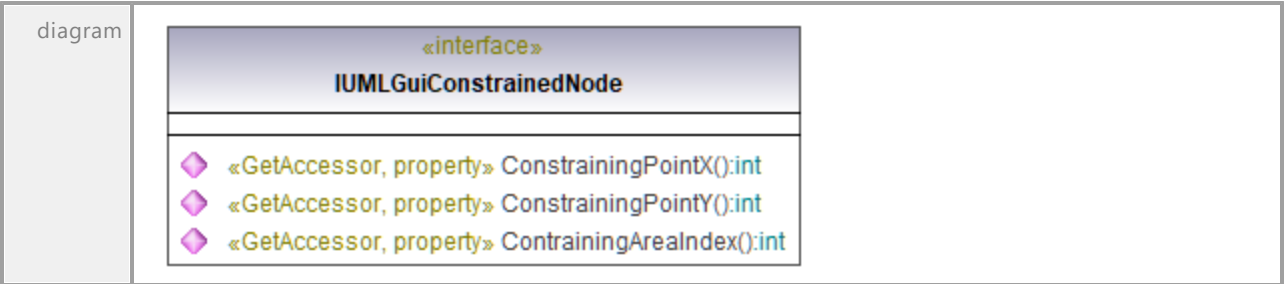 diagram
«interface»
IUMLGuiConstrainedNode
«GetAccessor, property» ConstrainingPointX():int
«GetAccessor, property» ConstrainingPointY():int
«GetAccessor, property» ContrainingAreaIndex():int